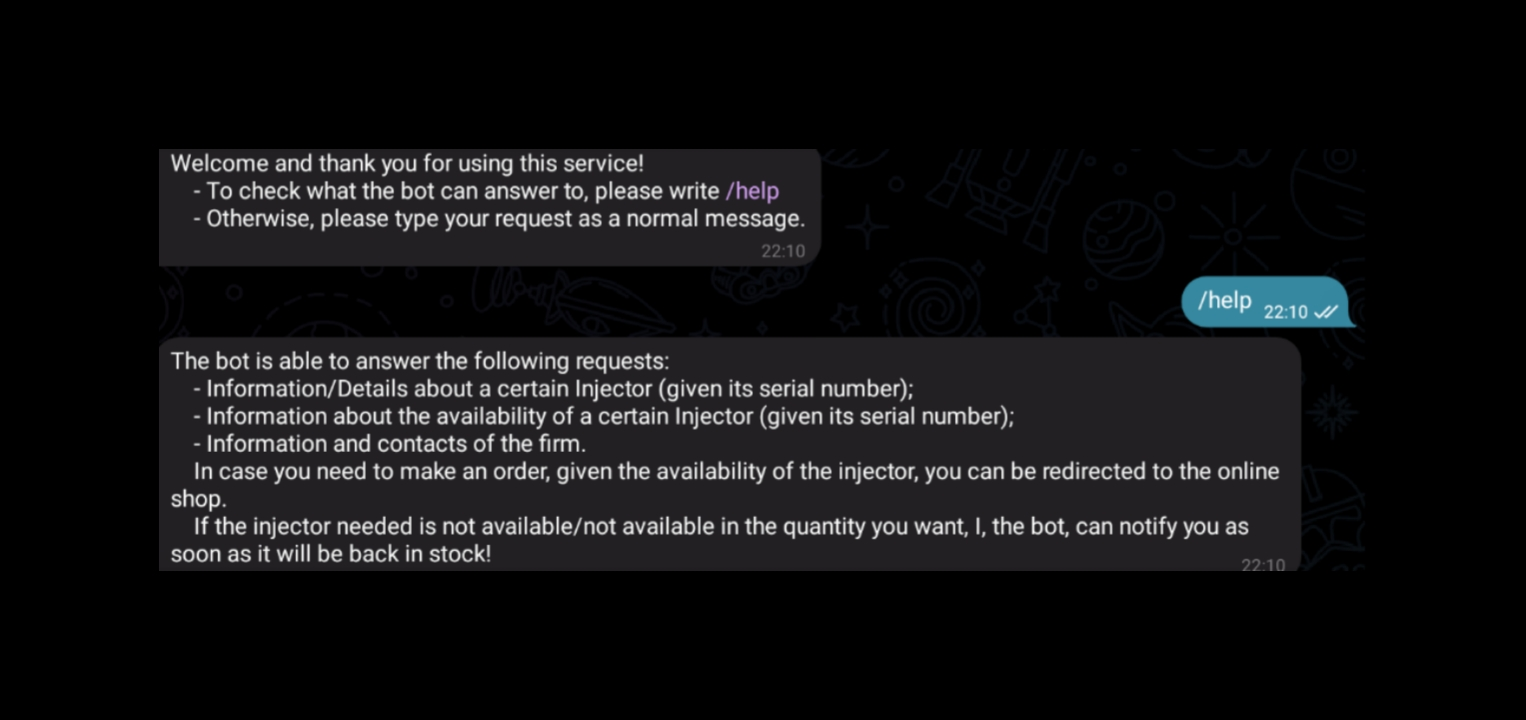 Welcome and thank you for using this service!
- To check what the bot can answer to, please write /help
- Otherwise, please type your request as a normal message.
22:10
/help 22:10
The bot is able to answer the following requests:
- Information/Details about a certain Injector (given its serial number);
- Information about the availability of a certain Injector (given its serial number);
- Information and contacts of the firm.
In case you need to make an order, given the availability of the injector, you can be redirected to the online
shop.
If the injector needed is not available/not available in the quantity you want, I, the bot, can notify you as
soon as it will be back in stock!
22:10